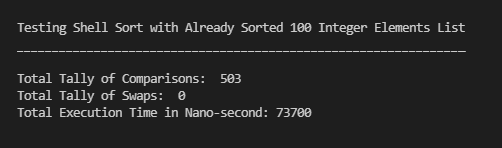 Testing Shell Sort with Already Sorted 100 Integer Elements List
________________________________________________________________
Total Tally of Comparisons:  503
Total Tally of Swaps:  0
Total Execution Time in Nano-second: 73700